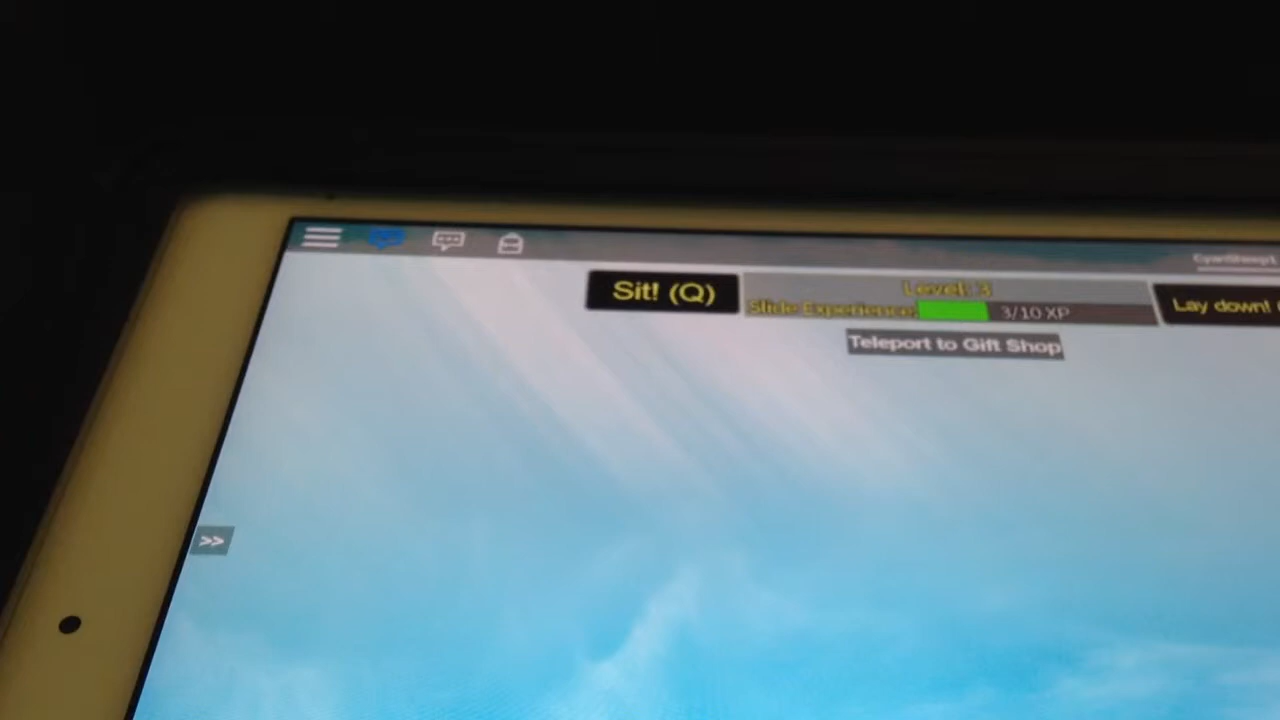 Sit! (Q)
Level: 3
Slide Experience:
3/10 XP
Lay down!
Teleport to Gift Shop
>>